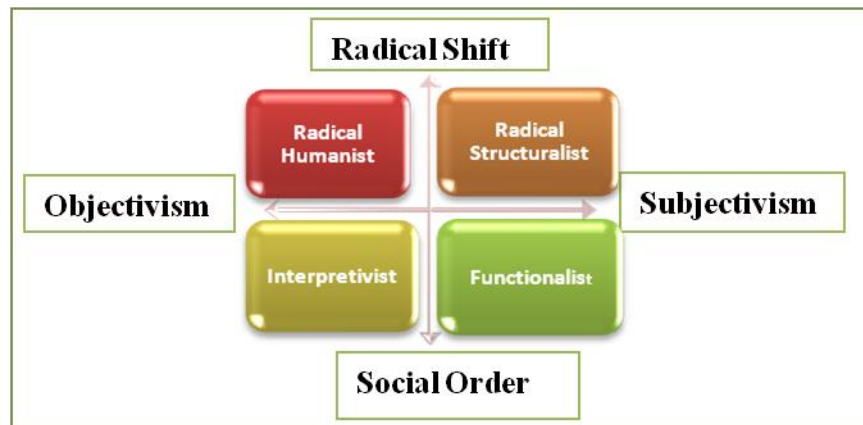 Radical Shift
Radical
Humanist
Radical
Structuralist
Objectivism
Subjectivism
Interpretivist
Functionalist
Social Order